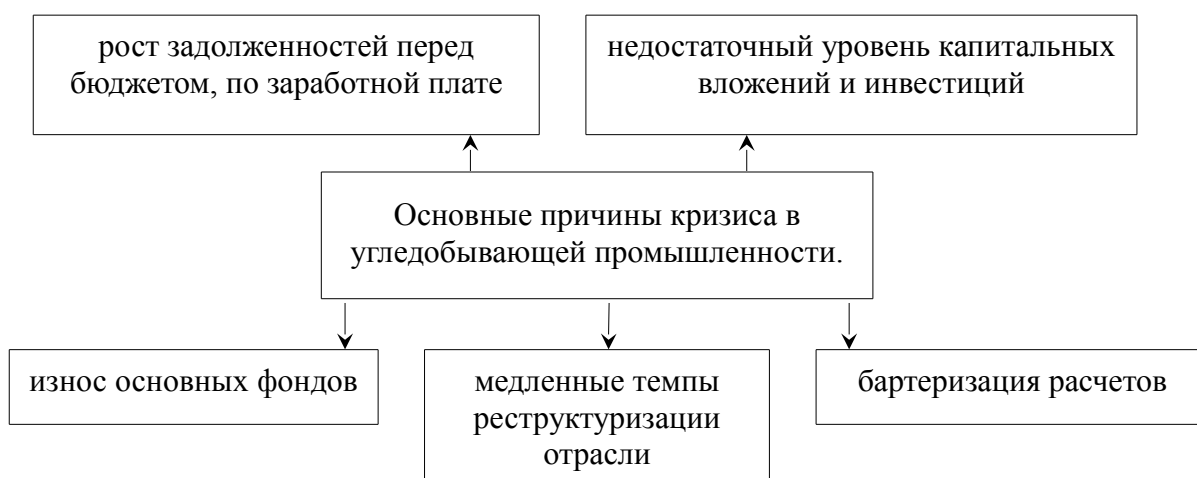 рост задолженностей перед
бюджетом, по заработной плате
недостаточный уровень капитальных
вложений и инвестиций
Основные причины кризиса в
угледобывающей промышленности.
износ основных фондов
медленные темпы
реструктуризации
отрасли
бартеризация расчетов